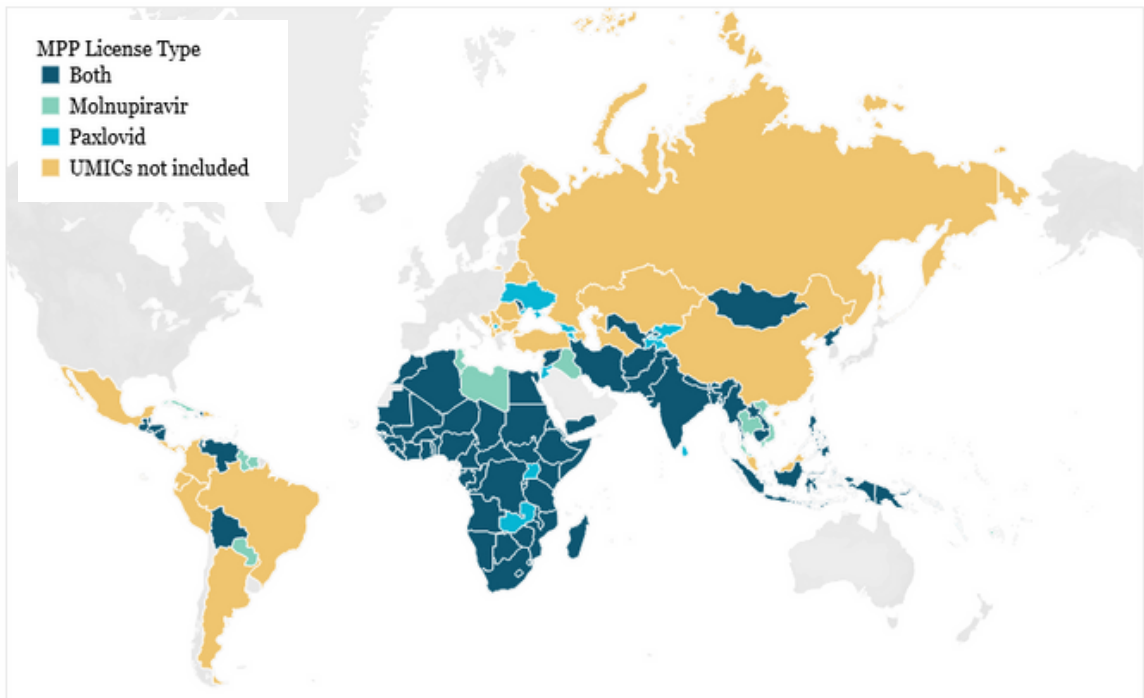 MPP License Type
Both
Molnupiravir
Paxlovid
UMICs not included